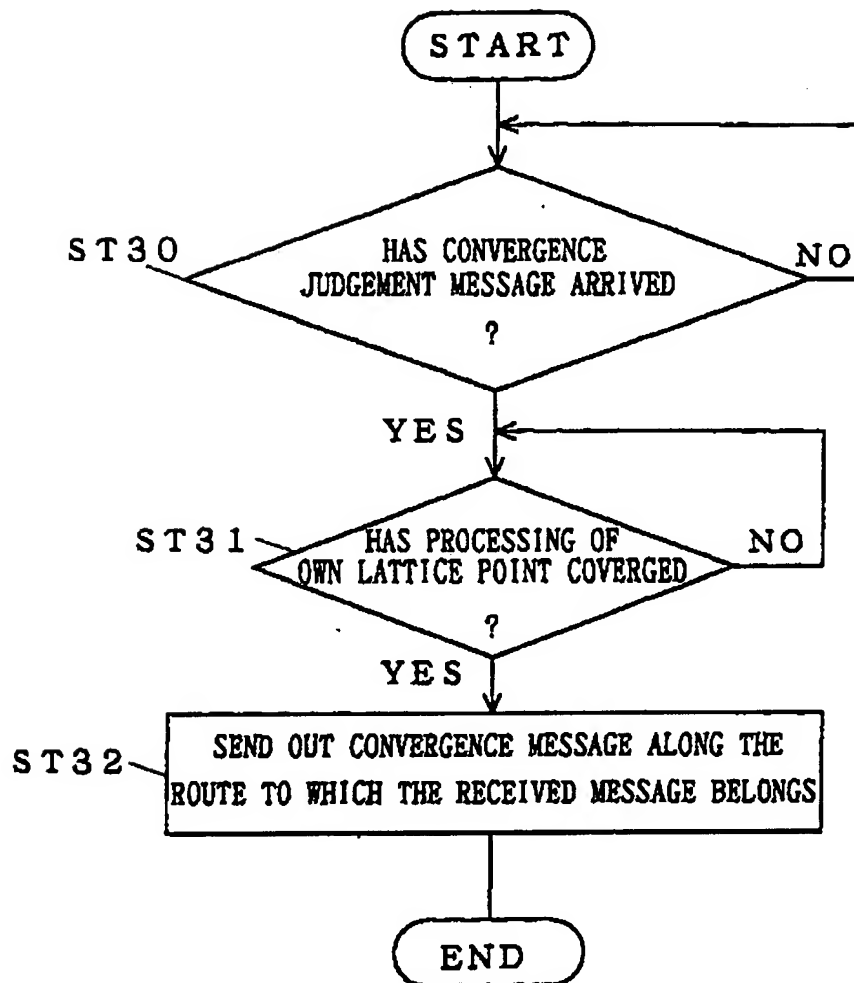 START
ST30
HAS CONVERGENCE
JUDGEMENT MESSAGE ARRIVED
?
NO
YES
ST31
HAS PROCESSING OF
OWN LATTICE POINT COVERGED
?
NO
YES
ST32
SEND OUT CONVERGENCE MESSAGE ALONG THE
ROUTE TO WHICH THE RECEIVED MESSAGE BELONGS
END